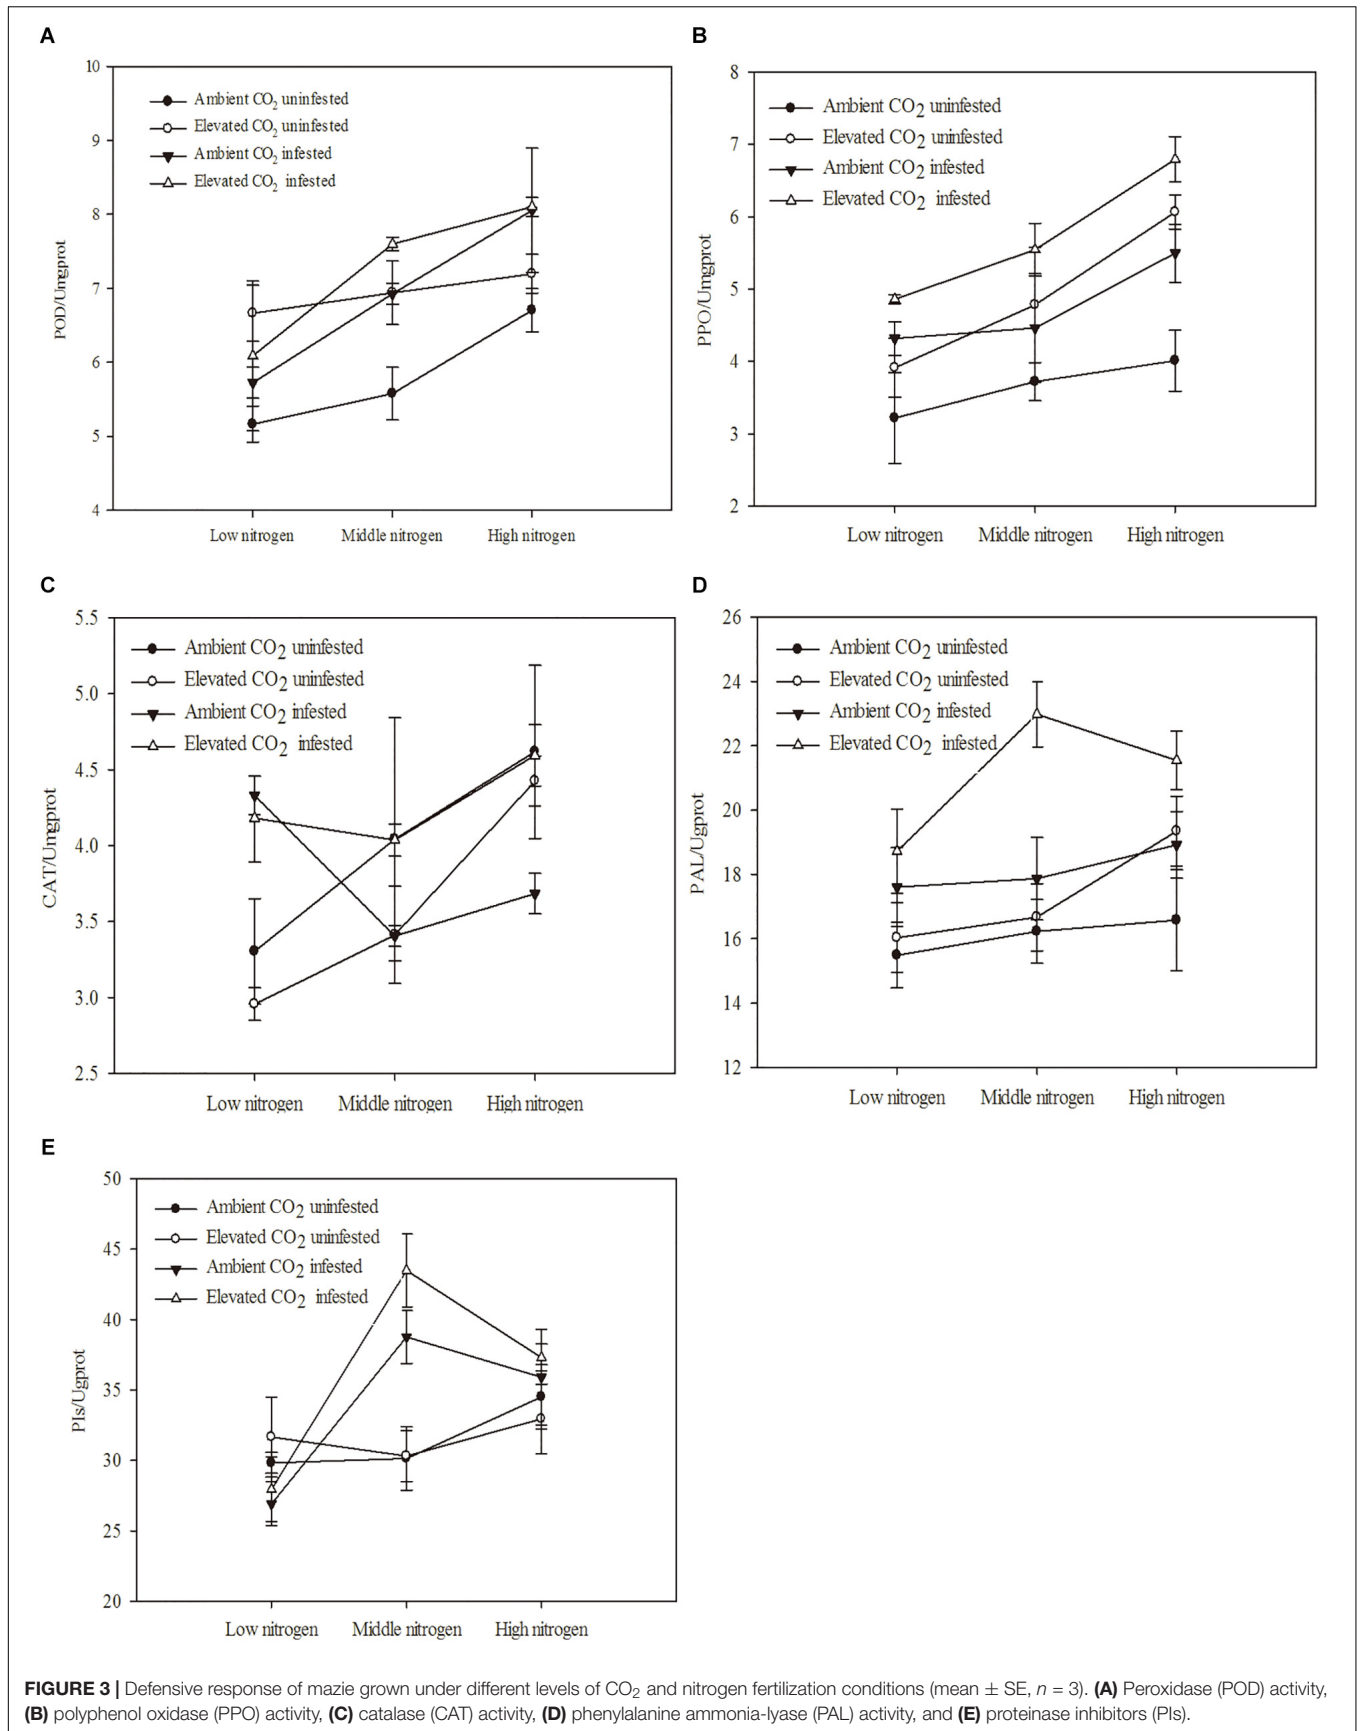 A
10
9
8
7
6
5
4
POD/Umgprot
Ambient CO2 uninfested
Elevated CO2 uninfested
Ambient CO2 infested
Elevated CO2 infested
Low nitrogen Middle nitrogen High nitrogen
B
8
7
6
5
4
3
2
PPO/Umgprot
Ambient CO2 uninfested
Elevated CO2 uninfested
Ambient CO2 infested
Elevated CO2 infested
Low nitrogen Middle nitrogen High nitrogen
C
5.5
5.0
4.5
4.0
3.5
3.0
2.5
CAT/Umgprot
Ambient CO2 uninfested
Elevated CO2 uninfested
Ambient CO2 infested
Elevated CO2 infested
Low nitrogen Middle nitrogen High nitrogen
D
26
24
22
20
18
16
14
12
PAL/Ugprot
Ambient CO2 uninfested
Elevated CO2 uninfested
Ambient CO2 infested
Elevated CO2 infested
Low nitrogen Middle nitrogen High nitrogen
E
50
45
40
35
30
25
20
PIs/Ugprot
Ambient CO2 uninfested
Elevated CO2 uninfested
Ambient CO2 infested
Elevated CO2 infested
Low nitrogen Middle nitrogen High nitrogen
FIGURE 3 | Defensive response of mazie grown under different levels of CO2 and nitrogen fertilization conditions (mean ± SE, n = 3). (A) Peroxidase (POD) activity,
(B) polyphenol oxidase (PPO) activity, (C) catalase (CAT) activity, (D) phenylalanine ammonia-lyase (PAL) activity, and (E) proteinase inhibitors (PIs).